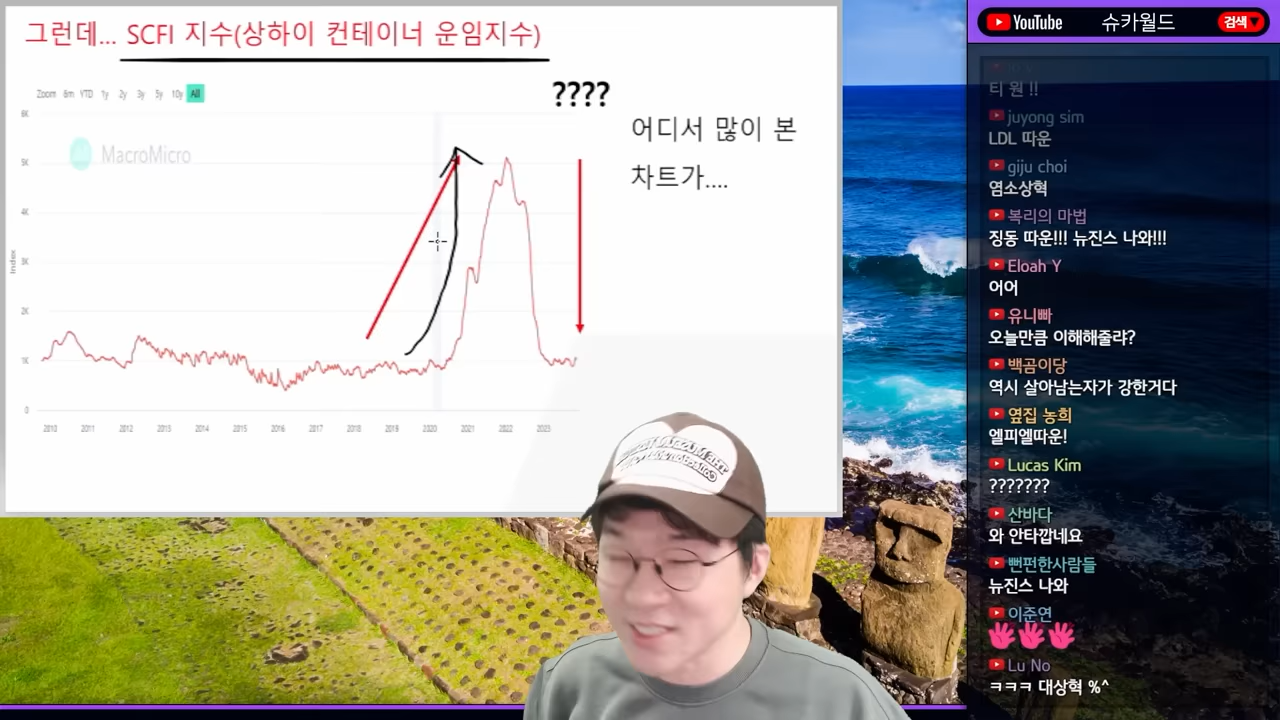 그런데... SCFI 지수(상하이 컨테이너 운임지수)
????
어디서 많이 본
차트가....
Zoom 6m YTD 1y 2y 3y 5y 10y All
MacroMicro
6K
5K
4K
3K
2K
1K
0
Index
2010 2011 2012 2013 2014 2015 2016 2017 2018 2019 2020 2021 2022 2023
YouTube 슈카월드 검색
티 원 !!
juyong sim
LDL 따운
giju choi
염소상혁
복리의 마법
징동 따운!!! 뉴진스 나와!!!
Eloah Y
어어
유니빠
오늘만큼 이해해줄랴?
백곰이당
역시 살아남는자가 강한거다
옆집 농희
엘피엘따운!
Lucas Kim
???????
산바다
와 안타깝네요
뻔펀한사람들
뉴진스 나와
이준연
Lu No
ㅋㅋㅋ 대상혁 %^